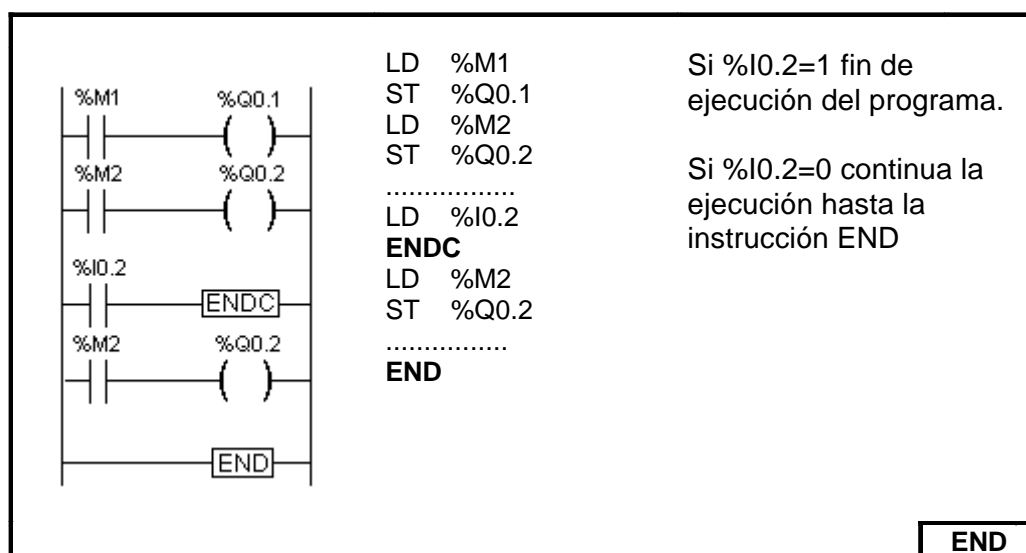 %M1 %Q0.1
%M2 %Q0.2
%I0.2
ENDC
%M2 %Q0.2
END
LD %M1
ST %Q0.1
LD %M2
ST %Q0.2
.................
LD %I0.2
ENDC
LD %M2
ST %Q0.2
................
END
Si %I0.2=1 fin de
ejecución del programa.
Si %I0.2=0 continua la
ejecución hasta la
instrucción END
END